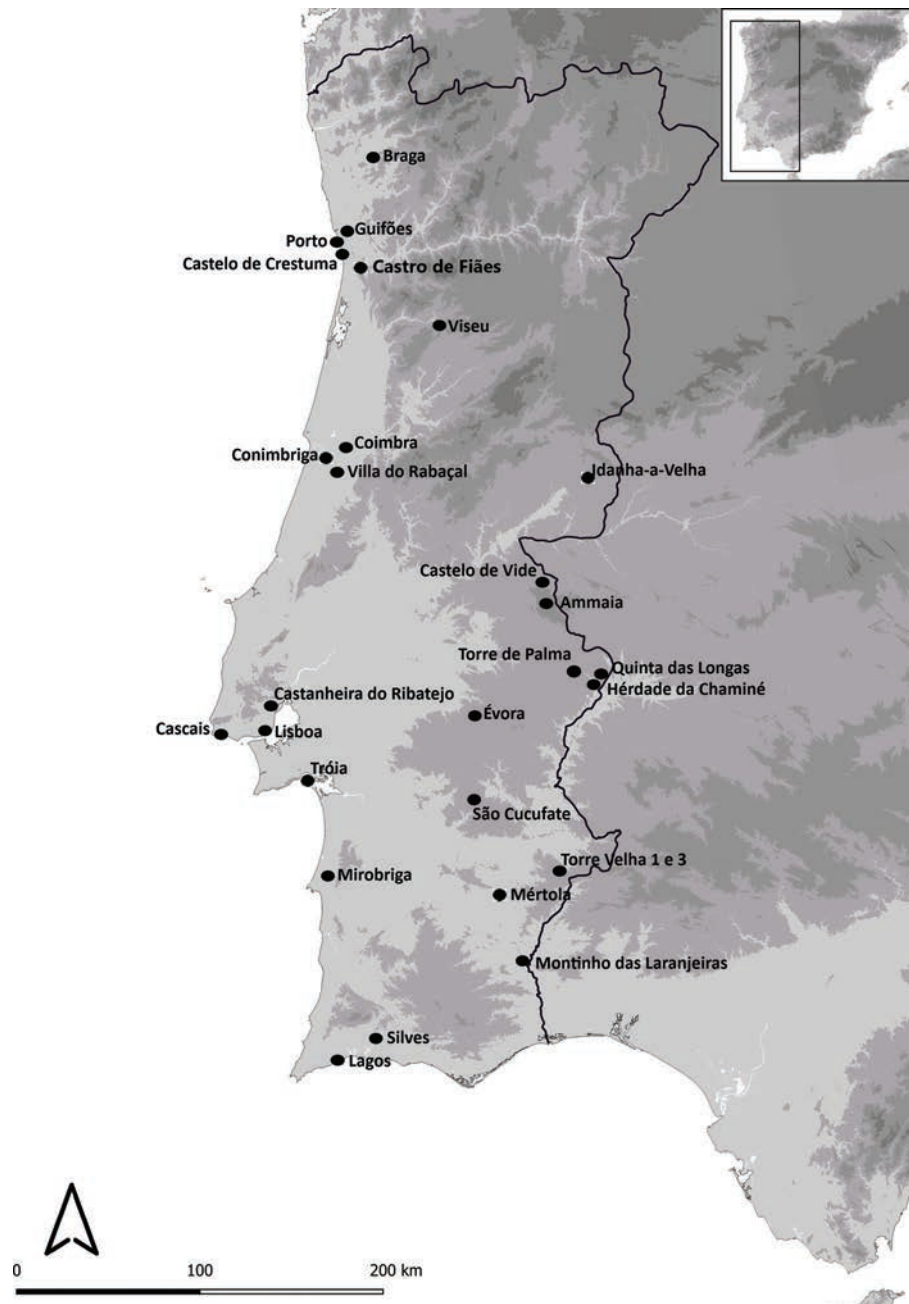 Braga
Guifões
Porto
Castelo de Crestuma
Castro de Fiães
Viseu
Coimbra
Conimbriga
Villa do Rabaçal
Idanha-a-Velha
Castelo de Vide
Ammaia
Torre de Palma
Quinta das Longas
Hérdade da Chaminé
Castanheira do Ribatejo
Évora
Cascais
Lisboa
Tróia
São Cucufate
Torre Velha 1 e 3
Mirobriga
Mértola
Montinho das Laranjeiras
Silves
Lagos
0 100 200 km